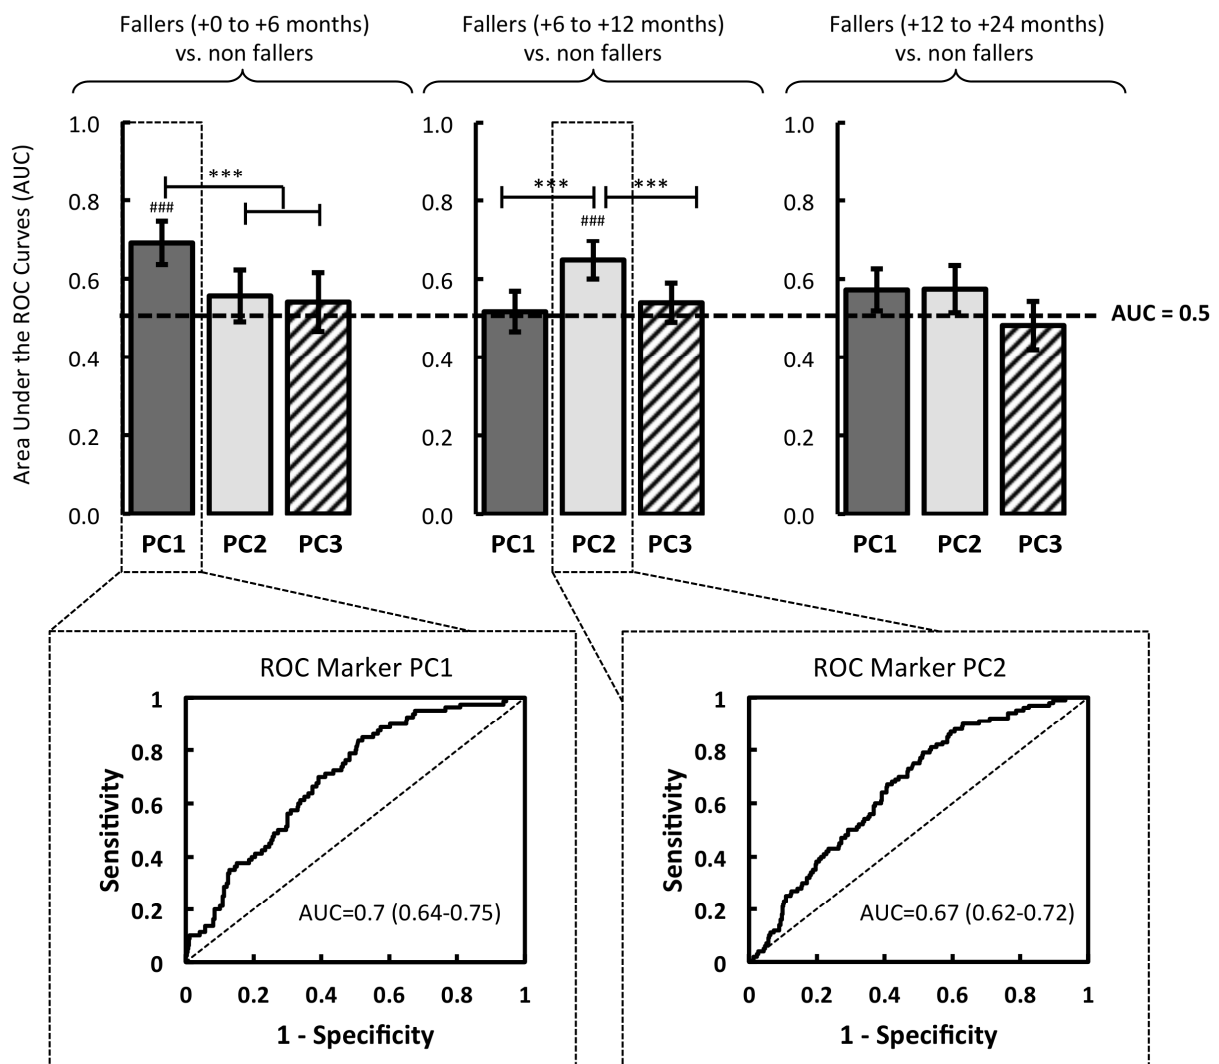 Fallers (+0 to +6 months)
vs. non fallers
Fallers (+6 to +12 months)
vs. non fallers
Fallers (+12 to +24 months)
vs. non fallers
Area Under the ROC Curves (AUC)
1.0
0.8
0.6
0.4
0.2
0.0
***
###
PC1
PC2
PC3
1.0
0.8
0.6
0.4
0.2
0.0
***
***
###
PC1
PC2
PC3
1.0
0.8
0.6
0.4
0.2
0.0
PC1
PC2
PC3
AUC = 0.5
ROC Marker PC1
Sensitivity
1
0.8
0.6
0.4
0.2
0
AUC=0.7 (0.64-0.75)
0 0.2 0.4 0.6 0.8 1
1 - Specificity
ROC Marker PC2
Sensitivity
1
0.8
0.6
0.4
0.2
0
AUC=0.67 (0.62-0.72)
0 0.2 0.4 0.6 0.8 1
1 - Specificity